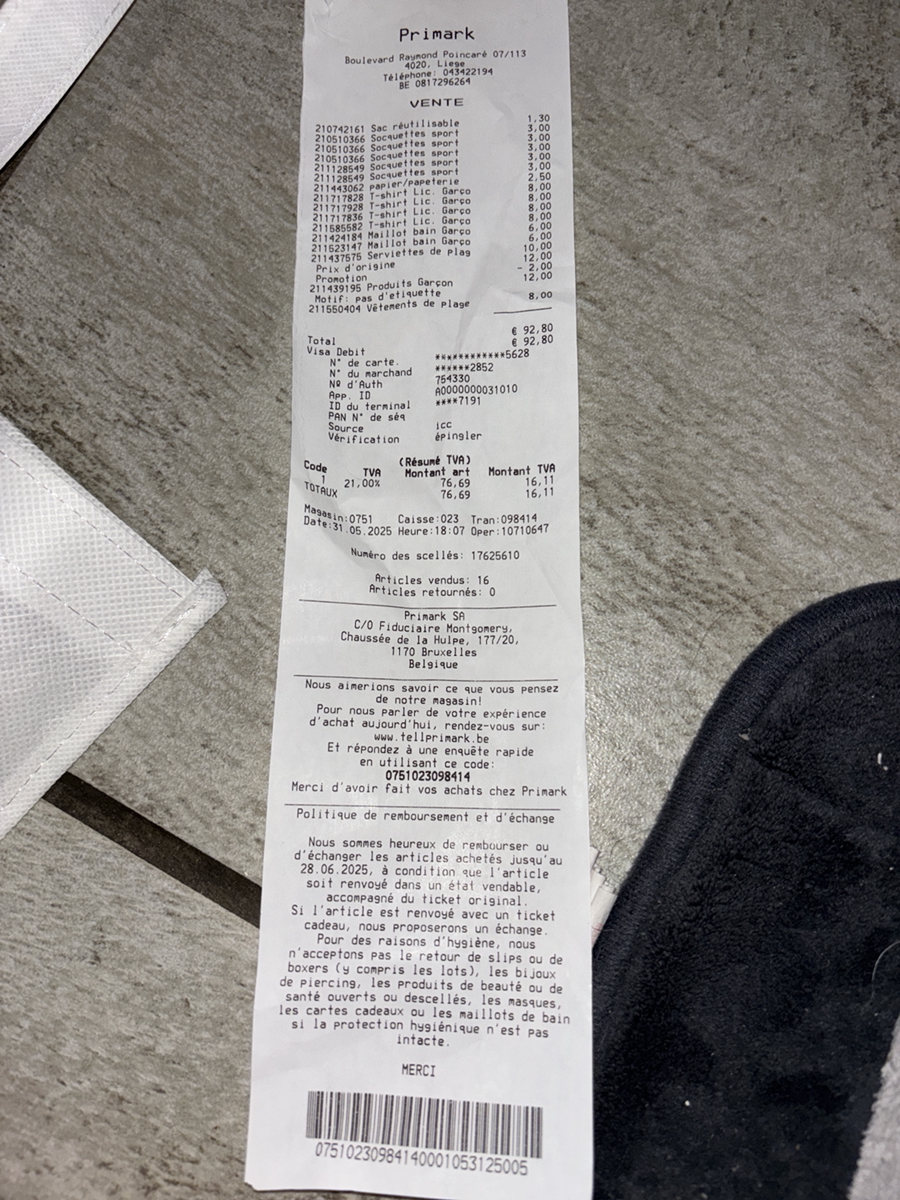 Primark
Boulevard Raymond Poincaré 07/113
4020, Liege
Téléphone: 043422194
BE 0817296264
VENTE
210742161 Sac réutilisable 1,30
210510366 Socquettes sport 3,00
210510366 Socquettes sport 3,00
210510366 Socquettes sport 3,00
211128549 Socquettes sport 3,00
211128549 Socquettes sport 3,00
211443062 papier/papeterie 2,50
211717828 T-shirt Lic. Garço 8,00
211717928 T-shirt Lic. Garço 8,00
211717836 T-shirt Lic. Garço 8,00
211585582 T-shirt Lic. Garço 8,00
211424184 Maillot bain Garço 6,00
211523147 Maillot bain Garço 6,00
211437575 Serviettes de plag 10,00
Prix d'origine 12,00
Promotion - 2,00
211439195 Produits Garçon 12,00
Motif: pas d'etiquette
211550404 Vêtements de plage 8,00
Total € 92,80
Visa Debit € 92,80
N° de carte. ************5628
N° du marchand ******2852
Nº d'Auth 754330
App. ID A0000000031010
ID du terminal ****7191
PAN N° de séq
Source icc
Vérification épingler
(Résumé TVA)
Code TVA Montant art Montant TVA
1 21,00% 76,69 16,11
TOTAUX 76,69 16,11
Magasin:0751 Caisse:023 Tran:098414
Date:31.05.2025 Heure:18:07 Oper:10710647
Numéro des scellés: 17625610
Articles vendus: 16
Articles retournés: 0
Primark SA
C/O Fiduciaire Montgomery,
Chaussée de la Hulpe, 177/20,
1170 Bruxelles
Belgique
Nous aimerions savoir ce que vous pensez
de notre magasin!
Pour nous parler de votre expérience
d'achat aujourd'hui, rendez-vous sur:
www.tellprimark.be
Et répondez à une enquête rapide
en utilisant ce code:
0751023098414
Merci d'avoir fait vos achats chez Primark
Politique de remboursement et d'échange
Nous sommes heureux de rembourser ou
d'échanger les articles achetés jusqu'au
28.06.2025, à condition que l'article
soit renvoyé dans un état vendable,
accompagné du ticket original.
Si l'article est renvoyé avec un ticket
cadeau, nous proposerons un échange.
Pour des raisons d'hygiène, nous
n'acceptons pas le retour de slips ou de
boxers (y compris les lots), les bijoux
de piercing, les produits de beauté ou de
santé ouverts ou descellés, les masques,
les cartes cadeaux ou les maillots de bain
si la protection hygiénique n'est pas
intacte.
MERCI
07510230984140001053125005